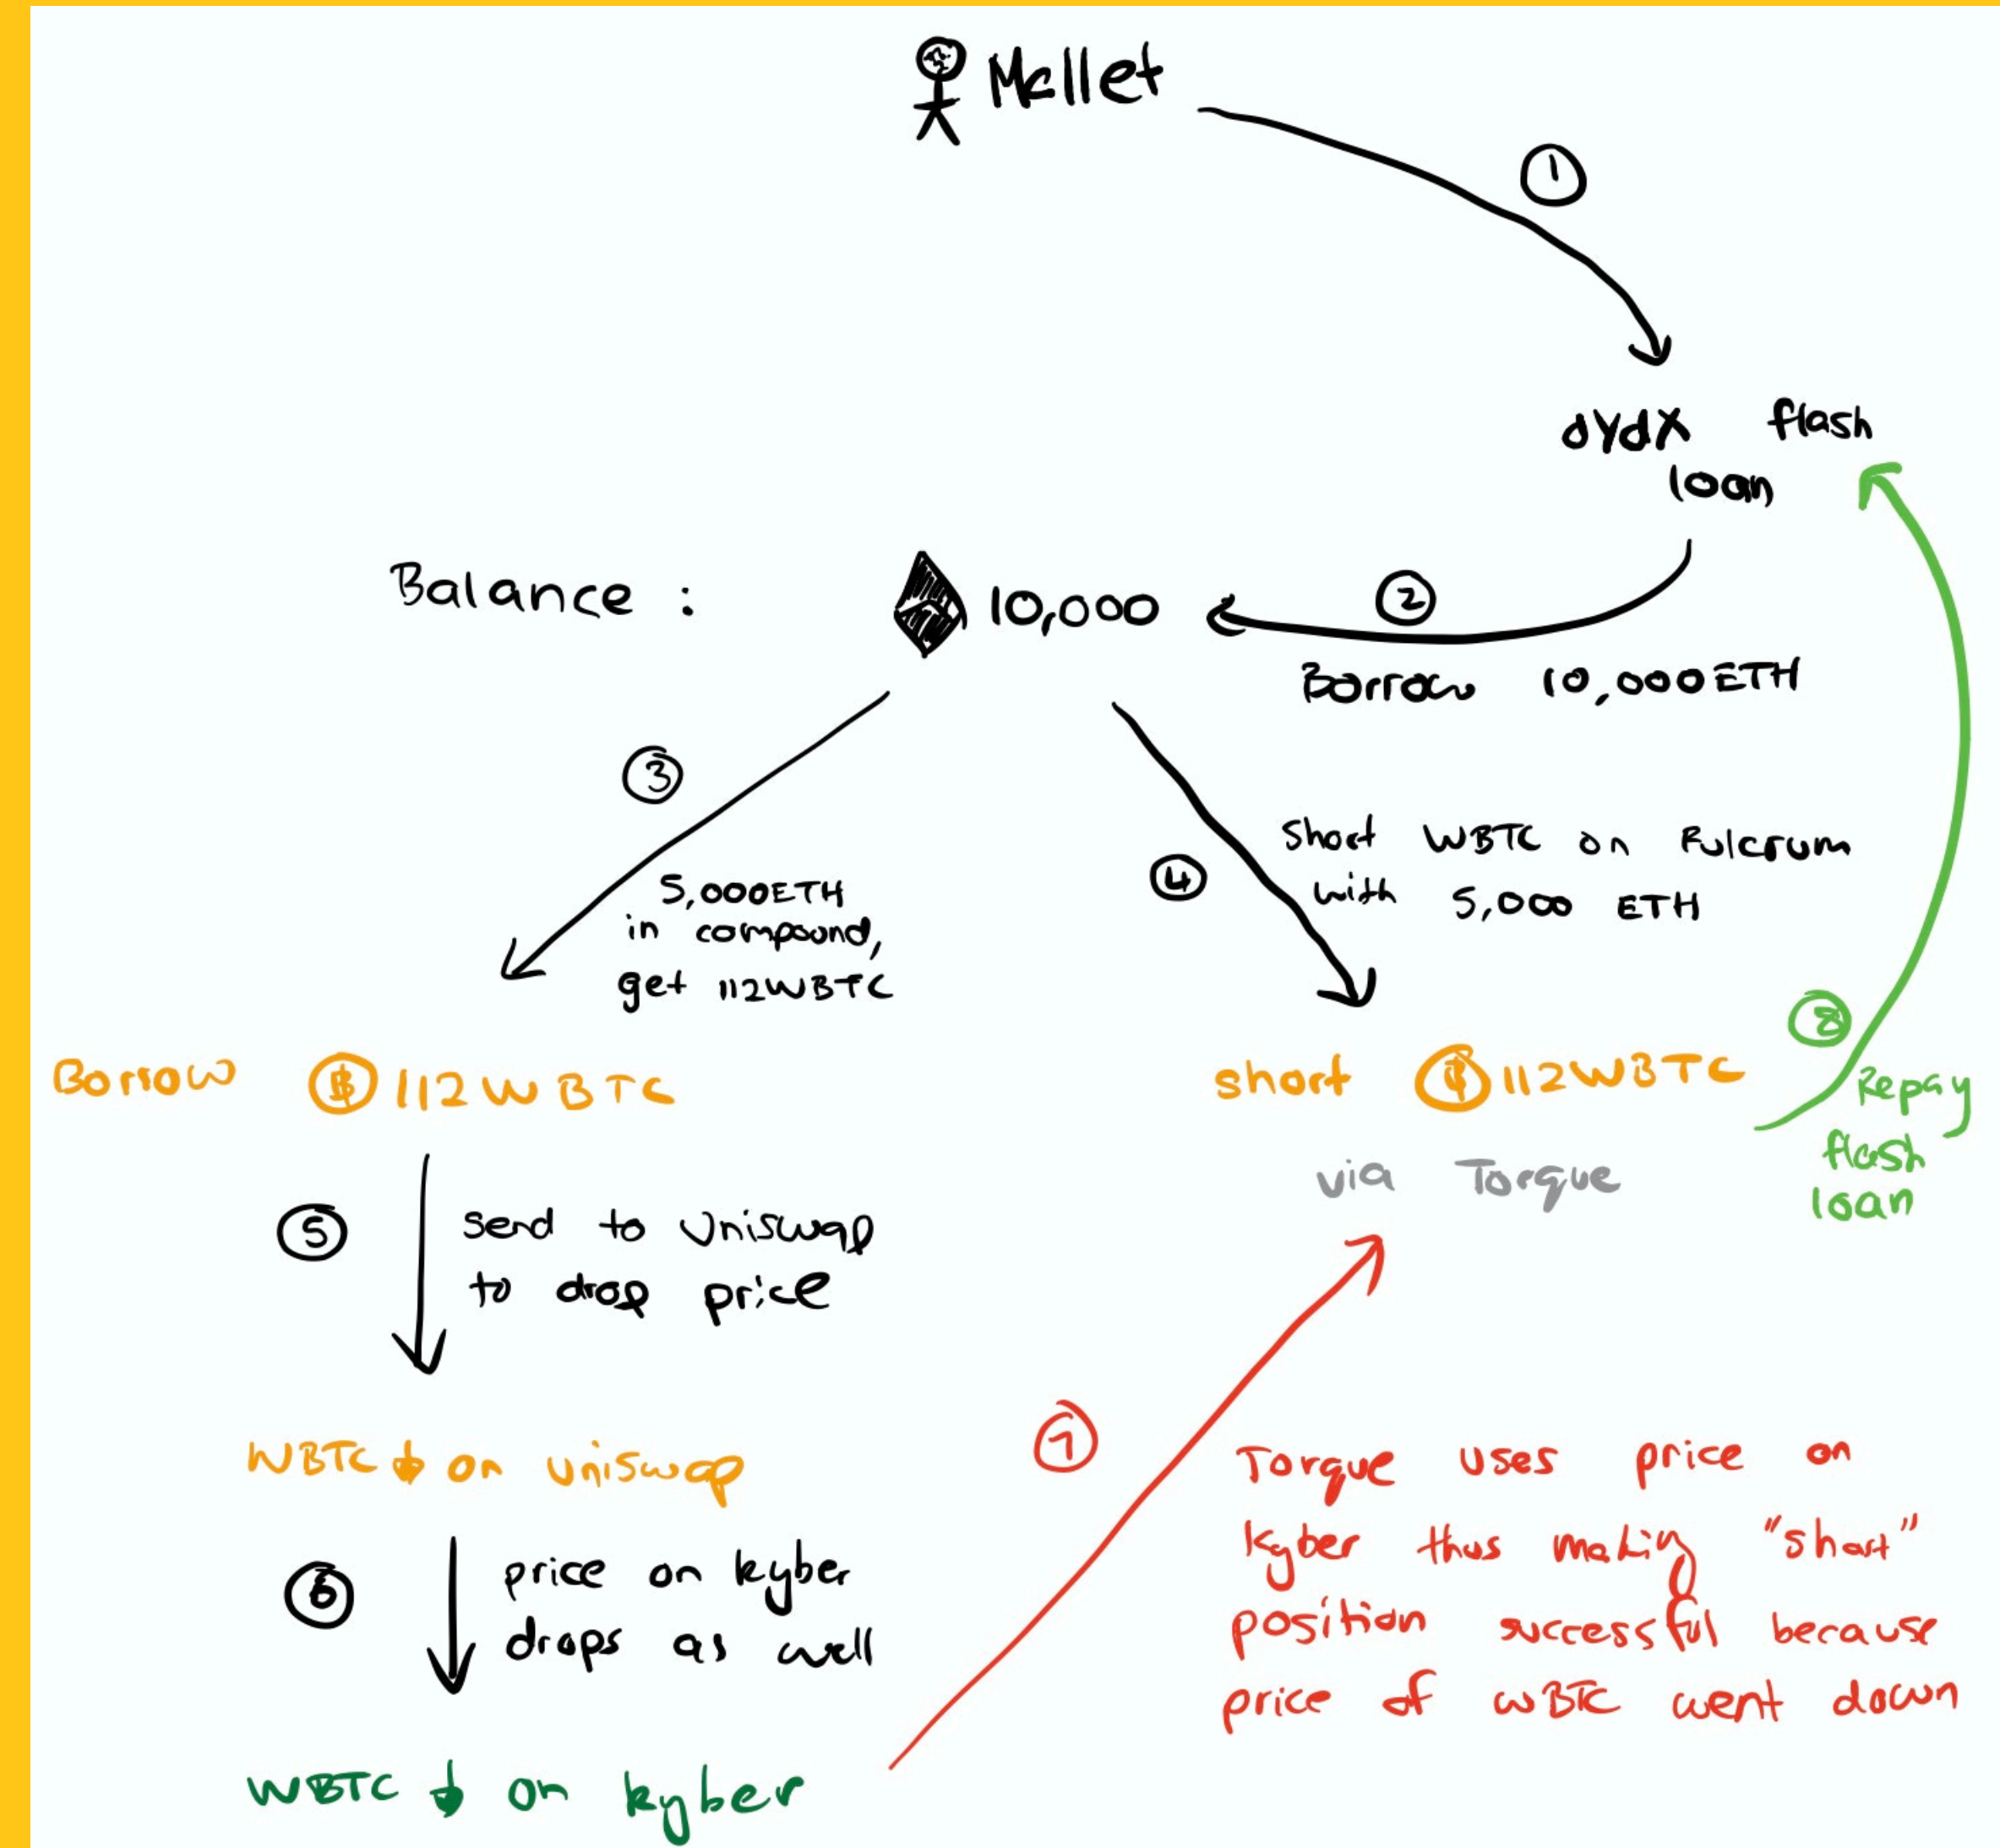 Mallet
①
dYdX flash
loan
Balance : 10,000
②
Borrow 10,000 ETH
③
5,000 ETH
in compound,
get 112 WBTC
④
Short WBTC on Fulcrum
with 5,000 ETH
Borrow ₿ 112 WBTC
short ₿ 112 WBTC
via Torque
⑧
Repay
flash
loan
⑤
send to Uniswap
to drop price
WBTC ↓ on Uniswap
⑥
price on kyber
drops as well
WBTC ↓ on kyber
⑦
Torque uses price on
kyber thus making "short"
position successful because
price of WBTC went down